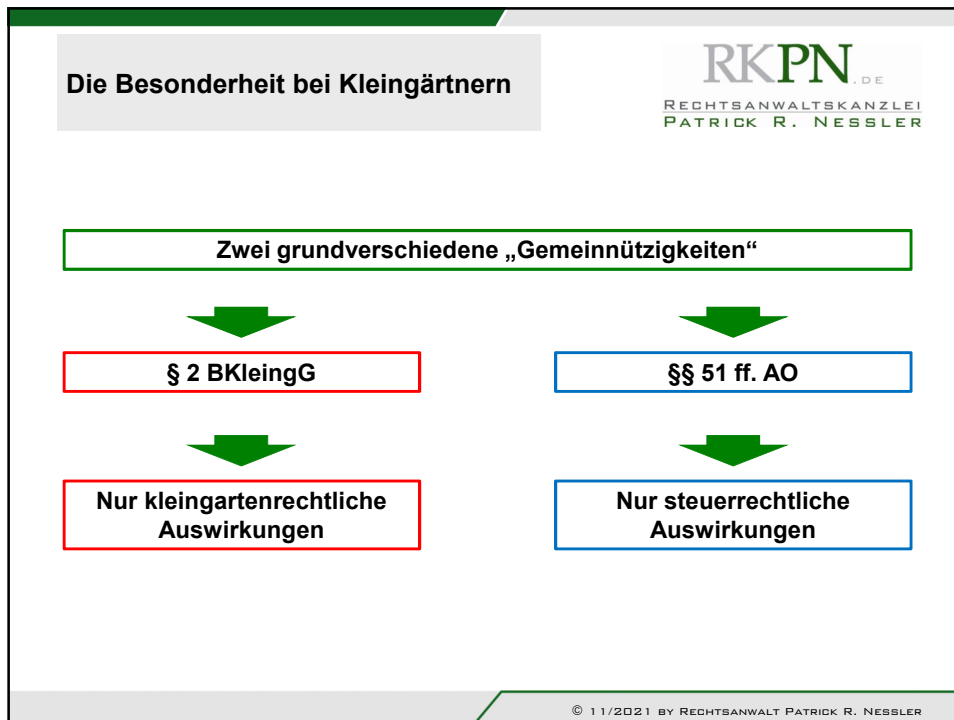 Die Besonderheit bei Kleingärtnern
RKPN.DE
RECHTSANWALTSKANZLEI
PATRICK R. NESSLER
Zwei grundverschiedene „Gemeinnützigkeiten“
§ 2 BKleingG
§§ 51 ff. AO
Nur kleingartenrechtliche
Auswirkungen
Nur steuerrechtliche
Auswirkungen
© 11/2021 BY RECHTSANWALT PATRICK R. NESSLER